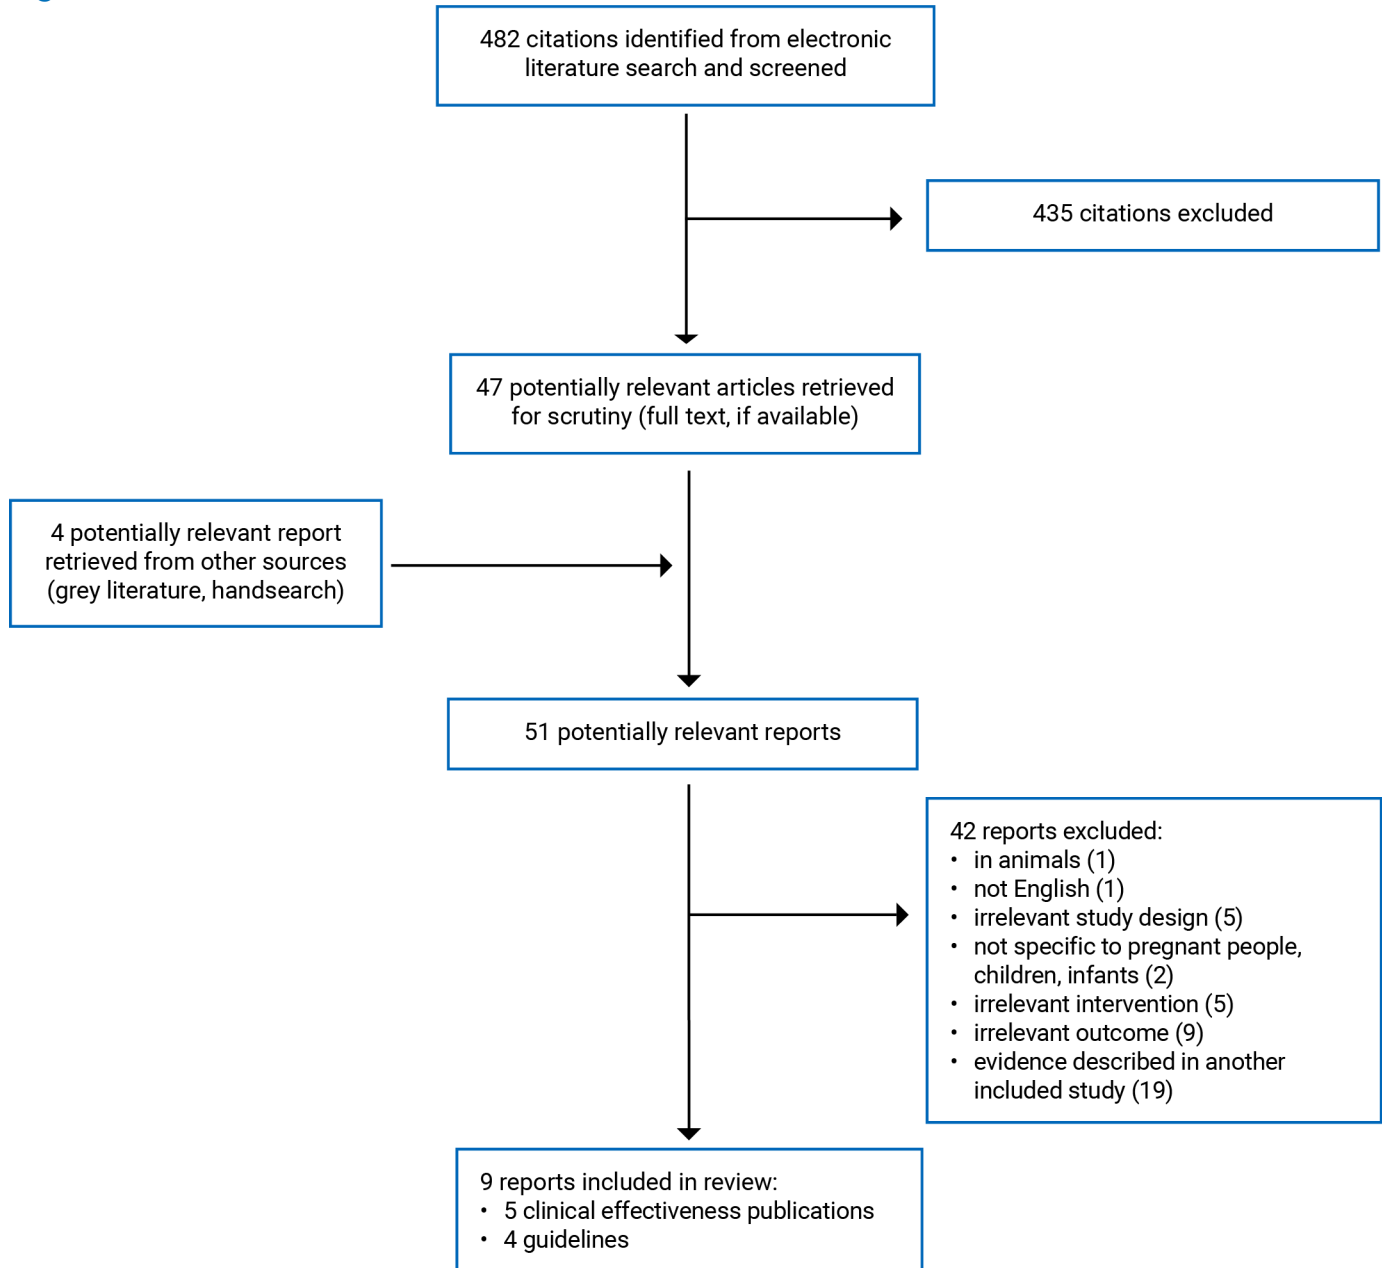 482 citations identified from electronic
literature search and screened
435 citations excluded
47 potentially relevant articles retrieved
for scrutiny (full text, if available)
4 potentially relevant report
retrieved from other sources
(grey literature, handsearch)
51 potentially relevant reports
42 reports excluded:
• in animals (1)
• not English (1)
• irrelevant study design (5)
• not specific to pregnant people,
children, infants (2)
• irrelevant intervention (5)
• irrelevant outcome (9)
• evidence described in another
included study (19)
9 reports included in review:
• 5 clinical effectiveness publications
• 4 guidelines